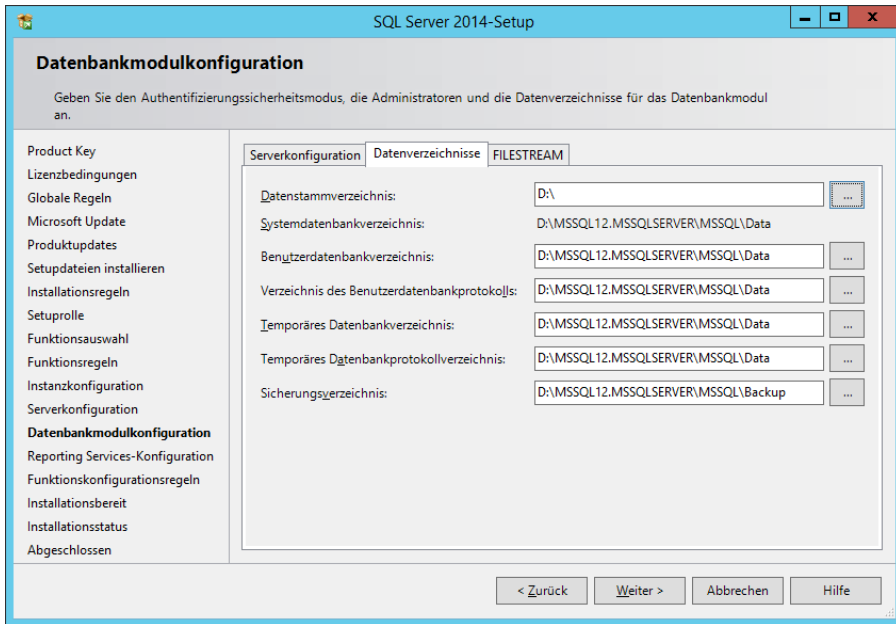 SQL Server 2014-Setup
Datenbankmodulkonfiguration
Geben Sie den Authentifizierungssicherheitsmodus, die Administratoren und die Datenverzeichnisse für das Datenbankmodul
an.
Product Key
Lizenzbedingungen
Globale Regeln
Microsoft Update
Produktupdates
Setupdateien installieren
Installationsregeln
Setuprolle
Funktionsauswahl
Funktionsregeln
Instanzkonfiguration
Serverkonfiguration
Datenbankmodulkonfiguration
Reporting Services-Konfiguration
Funktionskonfigurationsregeln
Installationsbereit
Installationsstatus
Abgeschlossen
Serverkonfiguration Datenverzeichnisse FILESTREAM
Datenstammverzeichnis: D:\ ...
Systemdatenbankverzeichnis: D:\MSSQL12.MSSQLSERVER\MSSQL\Data
Benutzerdatenbankverzeichnis: D:\MSSQL12.MSSQLSERVER\MSSQL\Data ...
Verzeichnis des Benutzerdatenbankprotokolls: D:\MSSQL12.MSSQLSERVER\MSSQL\Data ...
Temporäres Datenbankverzeichnis: D:\MSSQL12.MSSQLSERVER\MSSQL\Data ...
Temporäres Datenbankprotokollverzeichnis: D:\MSSQL12.MSSQLSERVER\MSSQL\Data ...
Sicherungsverzeichnis: D:\MSSQL12.MSSQLSERVER\MSSQL\Backup ...
< Zurück Weiter > Abbrechen Hilfe